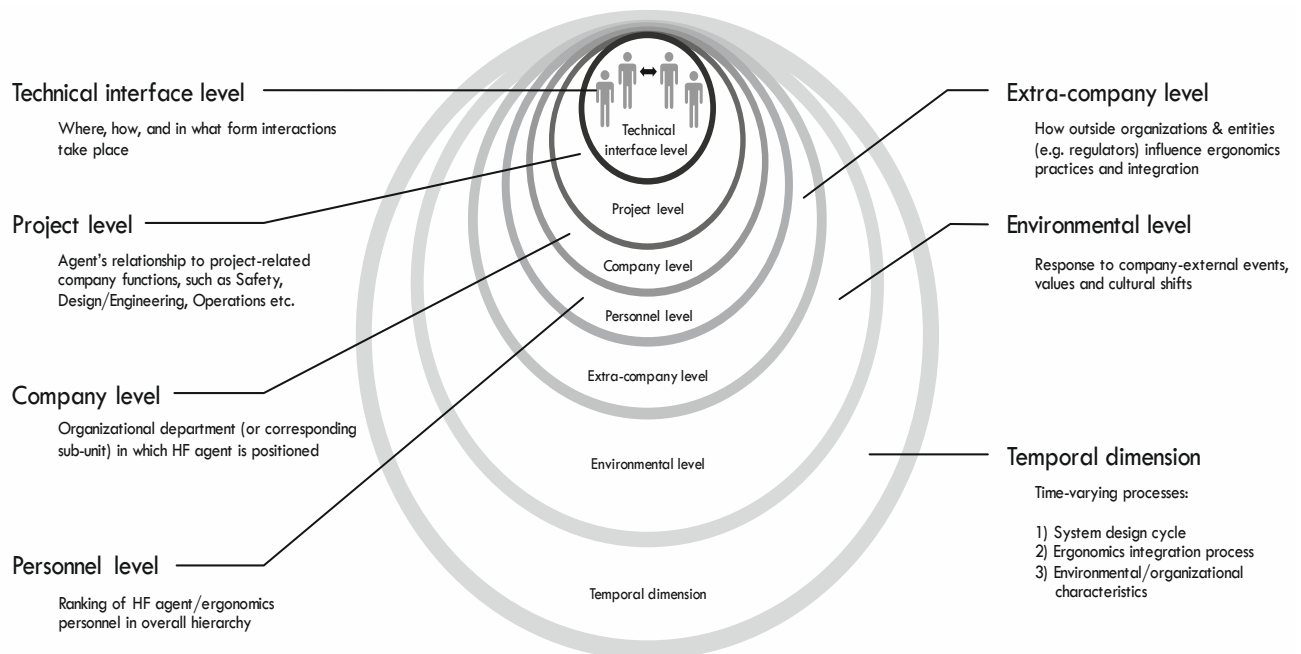 Technical interface level
Where, how, and in what form interactions
take place
Project level
Agent's relationship to project-related
company functions, such as Safety,
Design/Engineering, Operations etc.
Company level
Organizational department (or corresponding
sub-unit) in which HF agent is positioned
Personnel level
Ranking of HF agent/ergonomics
personnel in overall hierarchy
Technical
interface level
Project level
Company level
Personnel level
Extra-company level
Environmental level
Temporal dimension
Extra-company level
How outside organizations & entities
(e.g. regulators) influence ergonomics
practices and integration
Environmental level
Response to company-external events,
values and cultural shifts
Temporal dimension
Time-varying processes:
1) System design cycle
2) Ergonomics integration process
3) Environmental/organizational
characteristics